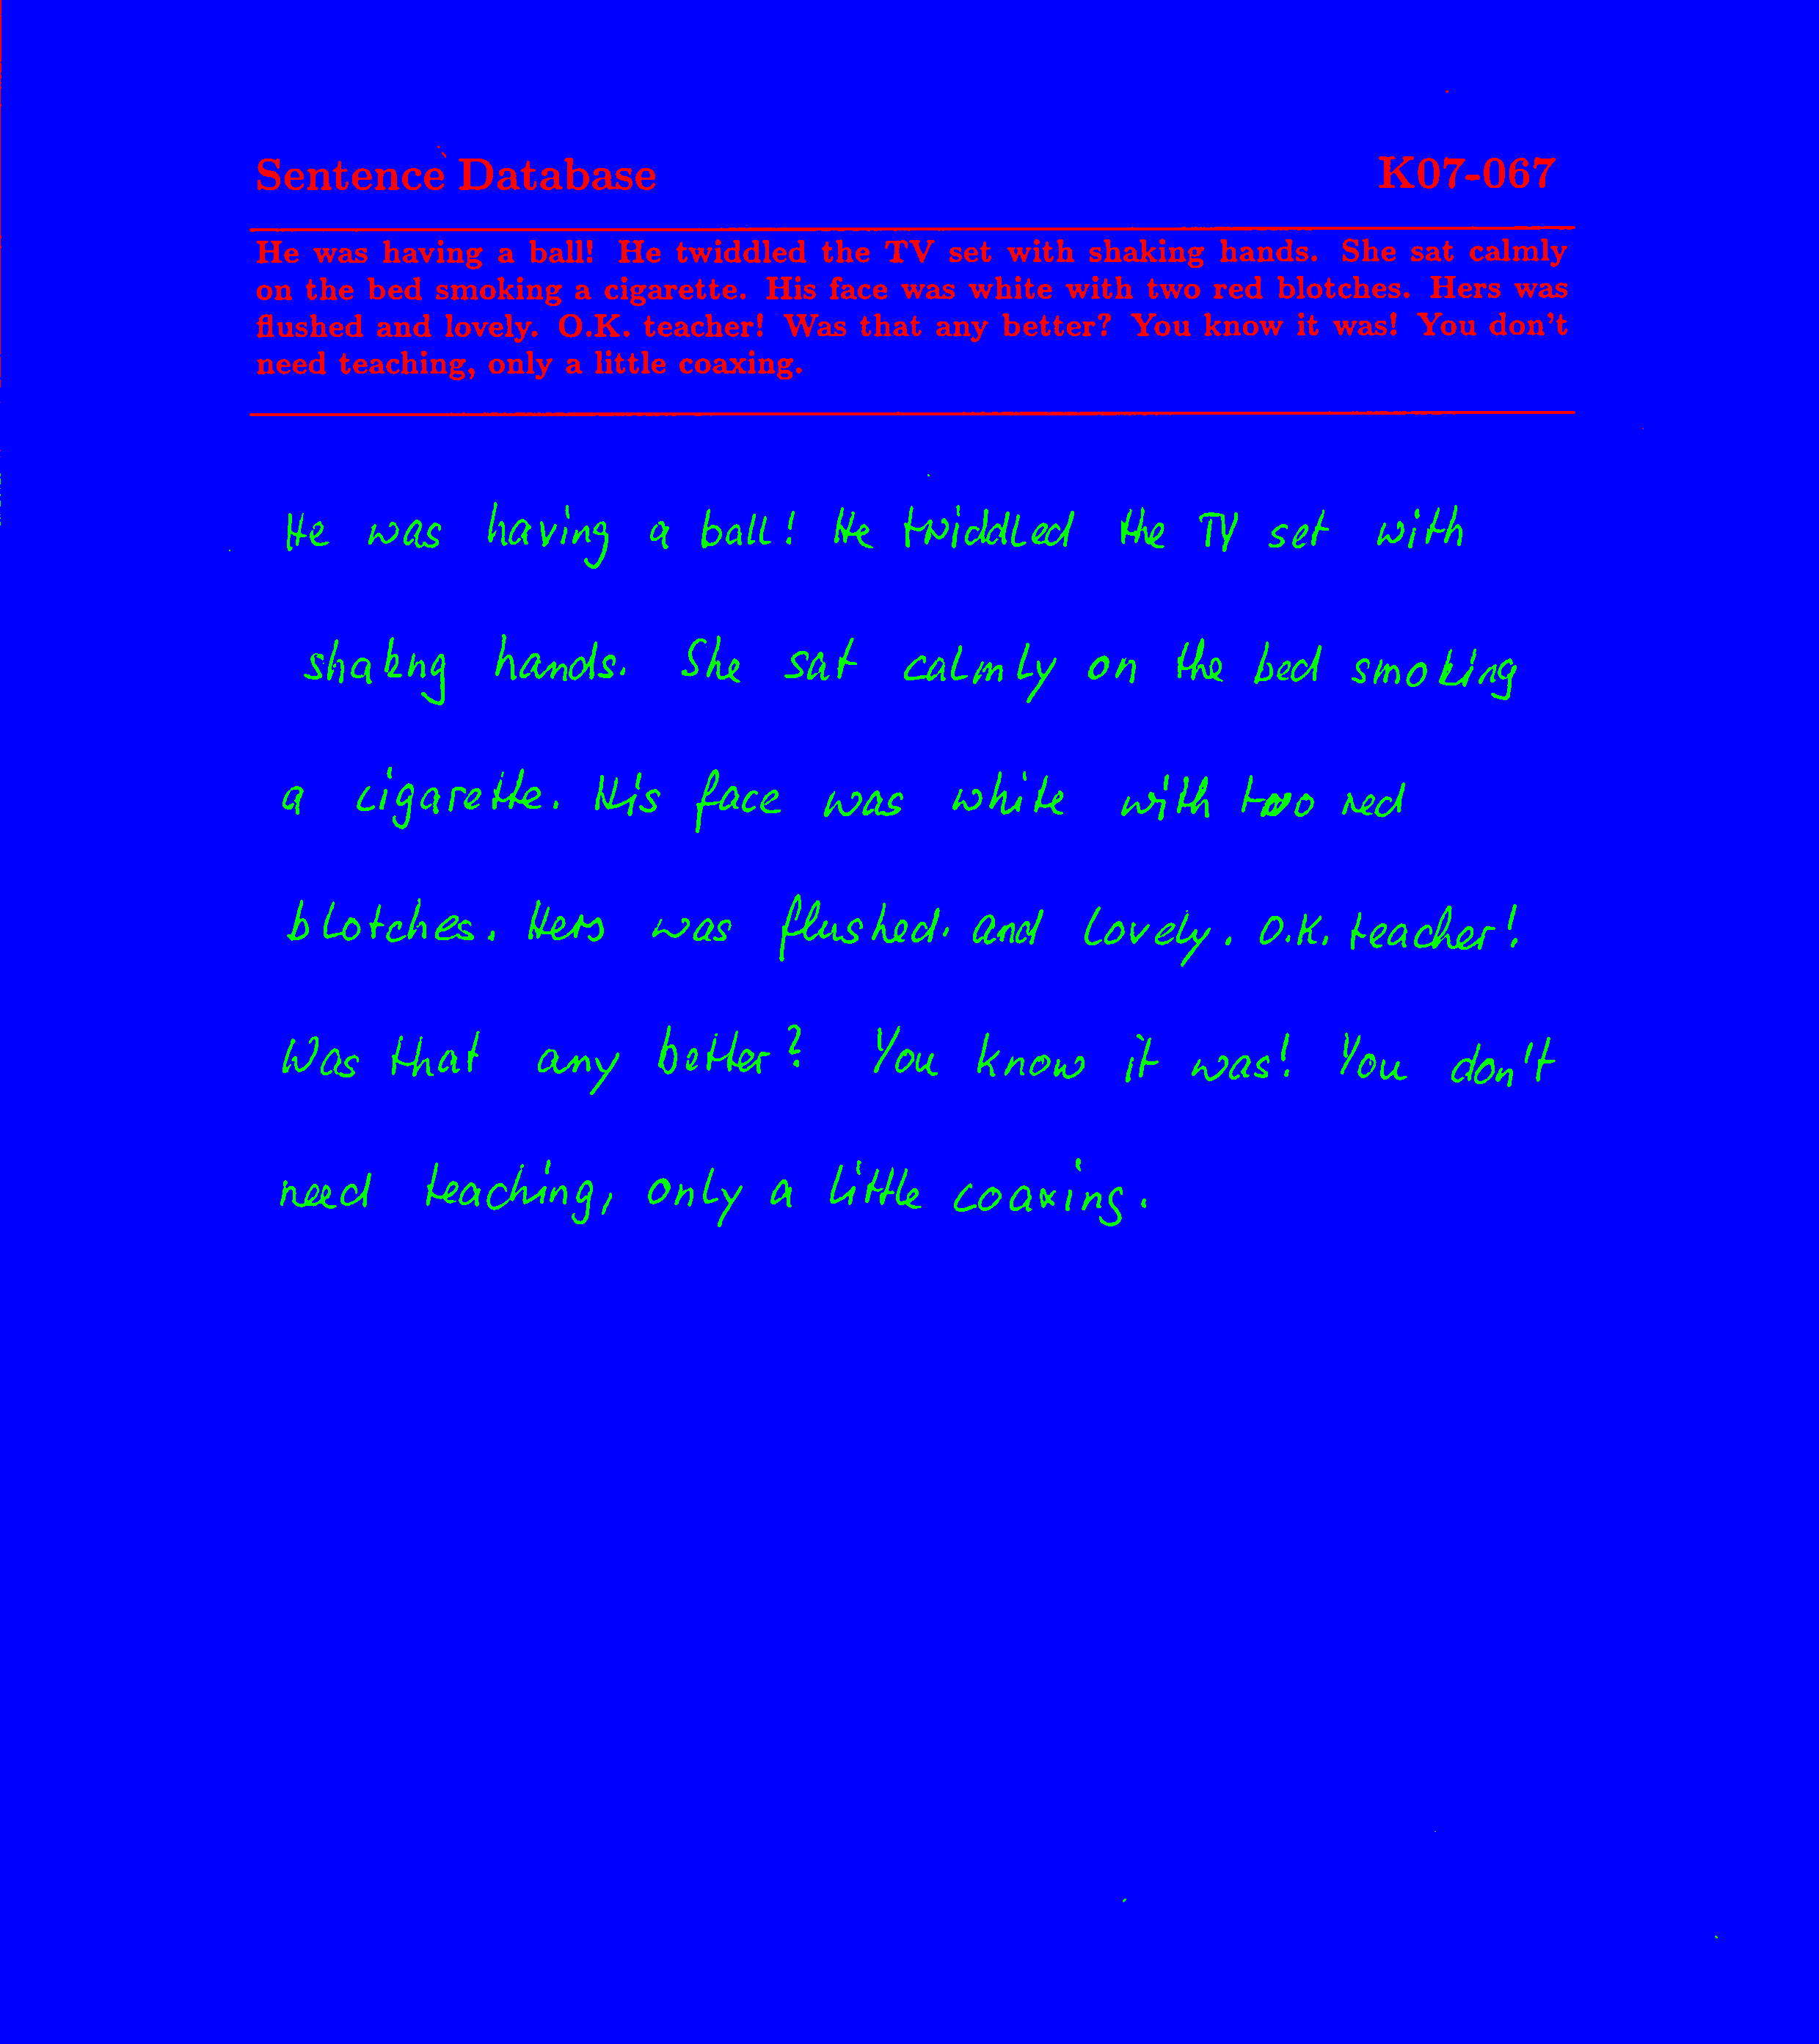 Sentence Database K07-067
He was having a ball! He twiddled the TV set with shaking hands. She sat calmly
on the bed smoking a cigarette. His face was white with two red blotches. Hers was
flushed and lovely. O.K. teacher! Was that any better? You know it was! You don't
need teaching, only a little coaxing.
He was having a ball! He twiddled the TV set with
shaking hands. She sat calmly on the bed smoking
a cigarette. His face was white with two red
blotches. Hers was flushed. and lovely. O.K. teacher!
Was that any better? You know it was! You don't
need teaching, only a little coaxing.